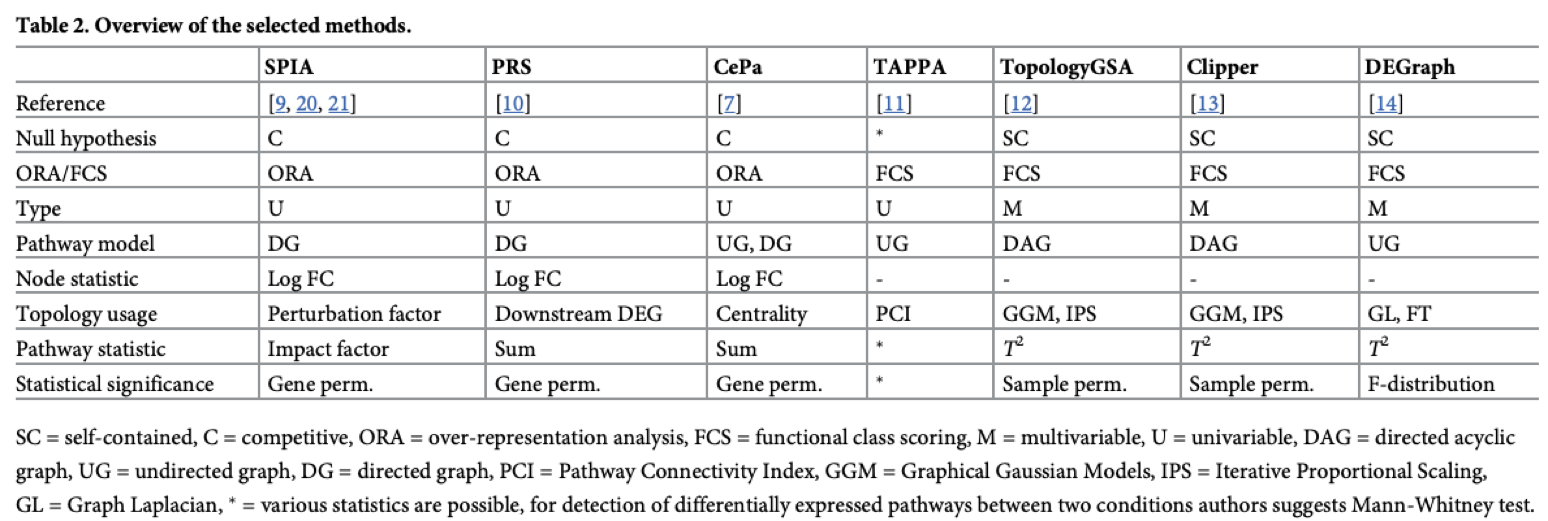 Table 2. Overview of the selected methods.
SPIA PRS CePa TAPPA TopologyGSA Clipper DEGraph
Reference [9, 20, 21] [10] [7] [11] [12] [13] [14]
Null hypothesis C C C * SC SC SC
ORA/FCS ORA ORA ORA FCS FCS FCS FCS
Type U U U U M M M
Pathway model DG DG UG, DG UG DAG DAG UG
Node statistic Log FC Log FC Log FC - - - -
Topology usage Perturbation factor Downstream DEG Centrality PCI GGM, IPS GGM, IPS GL, FT
Pathway statistic Impact factor Sum Sum * T² T² T²
Statistical significance Gene perm. Gene perm. Gene perm. * Sample perm. Sample perm. F-distribution
SC = self-contained, C = competitive, ORA = over-representation analysis, FCS = functional class scoring, M = multivariable, U = univariable, DAG = directed acyclic
graph, UG = undirected graph, DG = directed graph, PCI = Pathway Connectivity Index, GGM = Graphical Gaussian Models, IPS = Iterative Proportional Scaling,
GL = Graph Laplacian, * = various statistics are possible, for detection of differentially expressed pathways between two conditions authors suggests Mann-Whitney test.